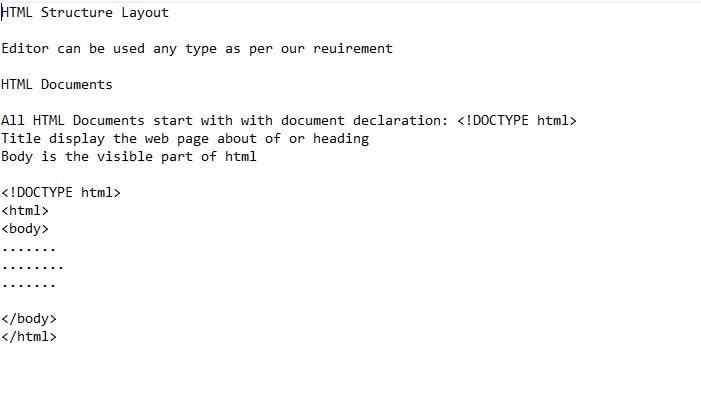 HTML Structure Layout
Editor can be used any type as per our reuirement
HTML Documents
All HTML Documents start with with document declaration: <!DOCTYPE html>
Title display the web page about of or heading
Body is the visible part of html
<!DOCTYPE html>
<html>
<body>
.......
........
.......
</body>
</html>